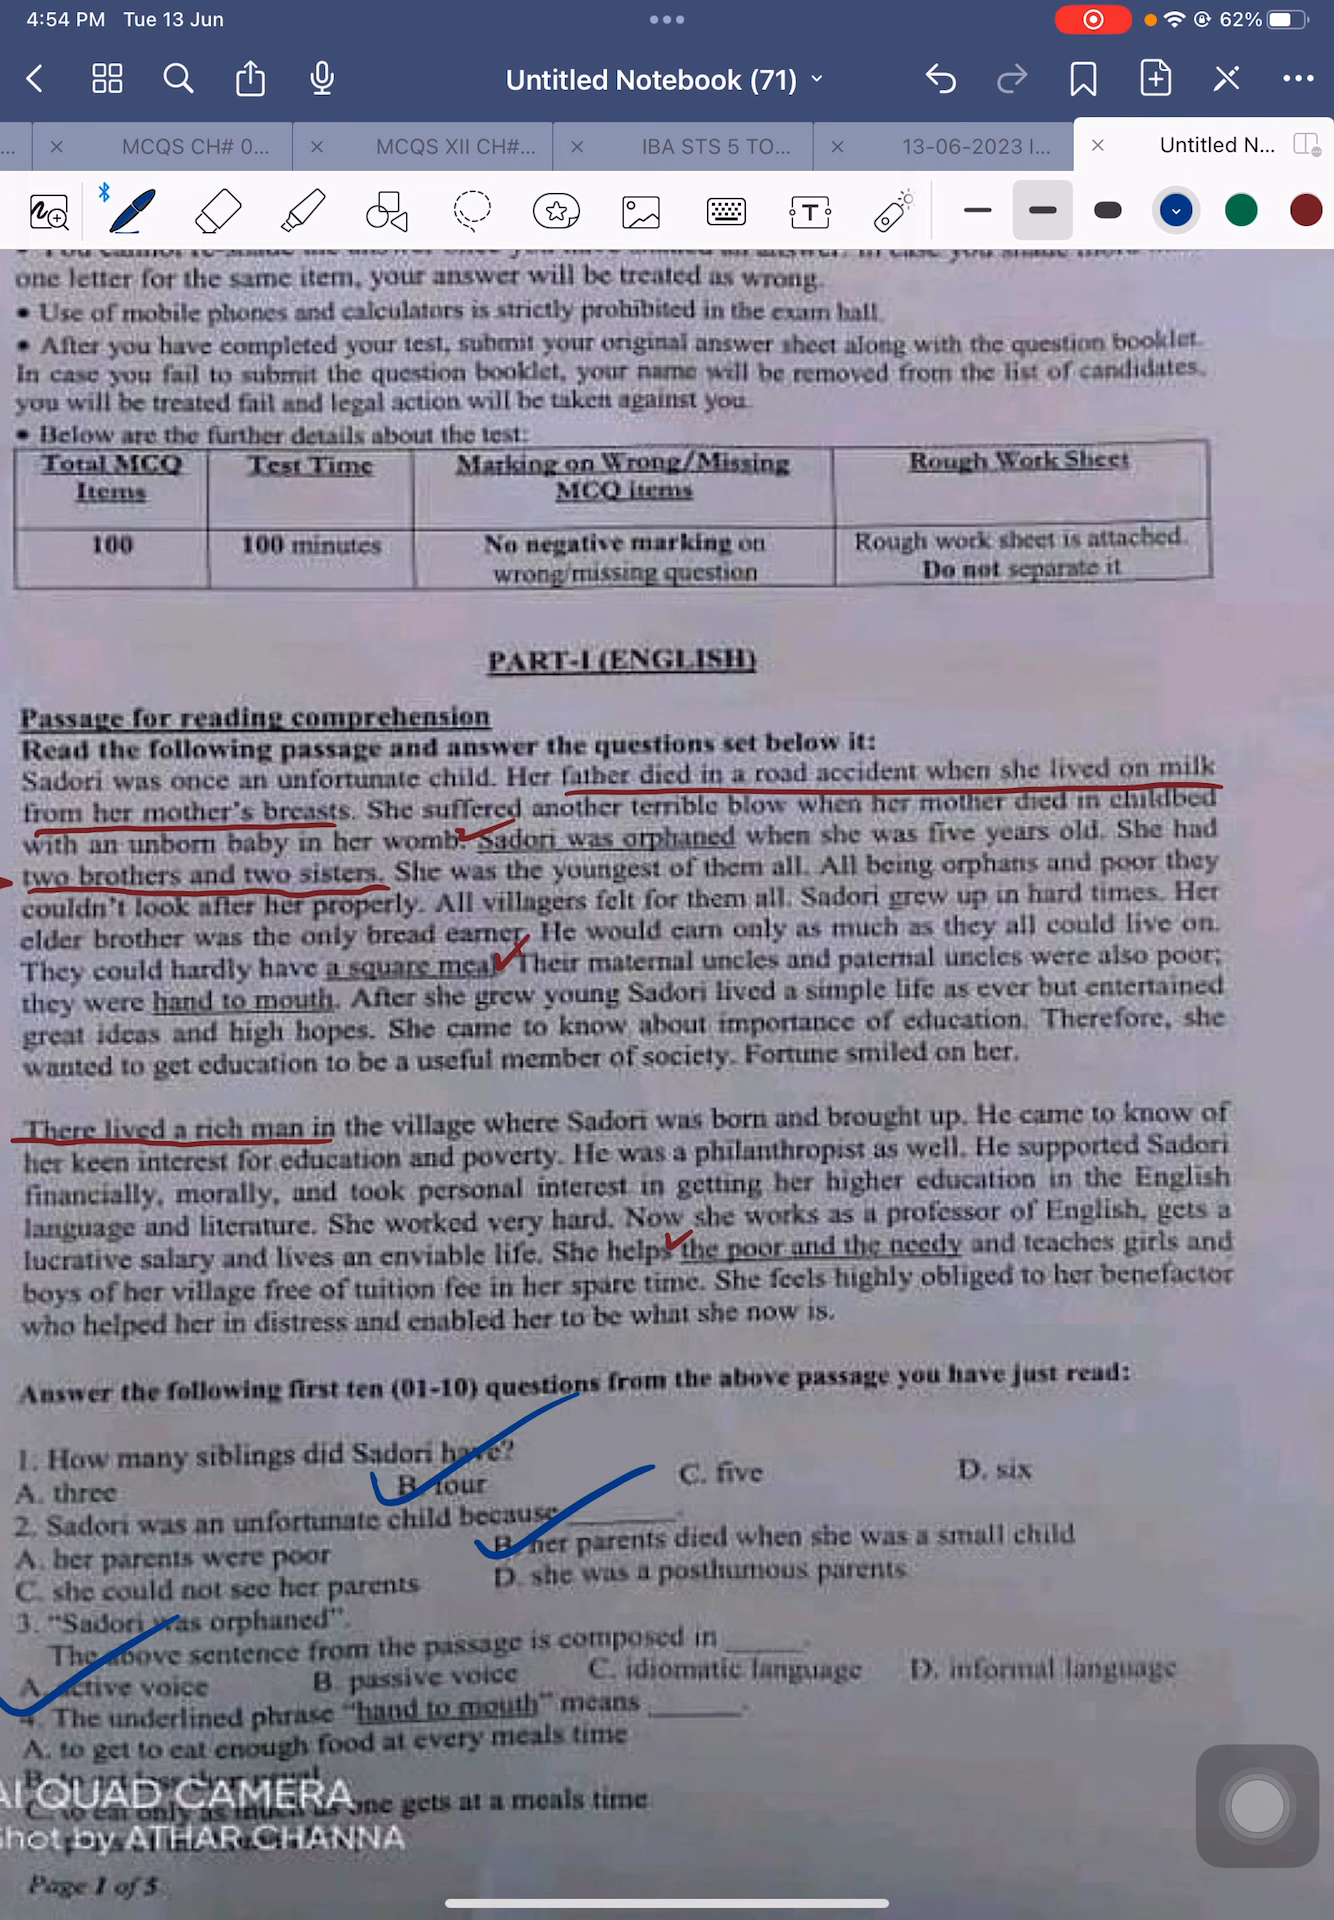 4:54 PM Tue 13 Jun
62%
Untitled Notebook (71)
MCQS CH# 0...
MCQS XII CH#...
IBA STS 5 TO...
13-06-2023 I...
Untitled N...
one letter for the same item, your answer will be treated as wrong.
• Use of mobile phones and calculators is strictly prohibited in the exam hall.
• After you have completed your test, submit your original answer sheet along with the question booklet.
In case you fail to submit the question booklet, your name will be removed from the list of candidates,
you will be treated fail and legal action will be taken against you.
• Below are the further details about the test:
Total MCQ Items
Test Time
Marking on Wrong/Missing MCQ items
Rough Work Sheet
100
100 minutes
No negative marking on wrong/missing question
Rough work sheet is attached. Do not separate it
PART-I (ENGLISH)
Passage for reading comprehension
Read the following passage and answer the questions set below it:
Sadori was once an unfortunate child. Her father died in a road accident when she lived on milk
from her mother's breasts. She suffered another terrible blow when her mother died in childbed
with an unborn baby in her womb. Sadori was orphaned when she was five years old. She had
two brothers and two sisters. She was the youngest of them all. All being orphans and poor they
couldn't look after her properly. All villagers felt for them all. Sadori grew up in hard times. Her
elder brother was the only bread earner. He would earn only as much as they all could live on.
They could hardly have a square meal. Their maternal uncles and paternal uncles were also poor;
they were hand to mouth. After she grew young Sadori lived a simple life as ever but entertained
great ideas and high hopes. She came to know about importance of education. Therefore, she
wanted to get education to be a useful member of society. Fortune smiled on her.
There lived a rich man in the village where Sadori was born and brought up. He came to know of
her keen interest for education and poverty. He was a philanthropist as well. He supported Sadori
financially, morally, and took personal interest in getting her higher education in the English
language and literature. She worked very hard. Now she works as a professor of English, gets a
lucrative salary and lives an enviable life. She helps the poor and the needy and teaches girls and
boys of her village free of tuition fee in her spare time. She feels highly obliged to her benefactor
who helped her in distress and enabled her to be what she now is.
Answer the following first ten (01-10) questions from the above passage you have just read:
1. How many siblings did Sadori have?
A. three B. four C. five D. six
2. Sadori was an unfortunate child because ______.
A. her parents were poor B. her parents died when she was a small child
C. she could not see her parents D. she was a posthumous parents
3. "Sadori was orphaned".
The above sentence from the passage is composed in ______.
A. active voice B. passive voice C. idiomatic language D. informal language
4. The underlined phrase "hand to mouth" means ______.
A. to get to eat enough food at every meals time
C. to eat only as much as one gets at a meals time
AI QUAD CAMERA
Shot by ATHAR CHANNA
Page 1 of 5